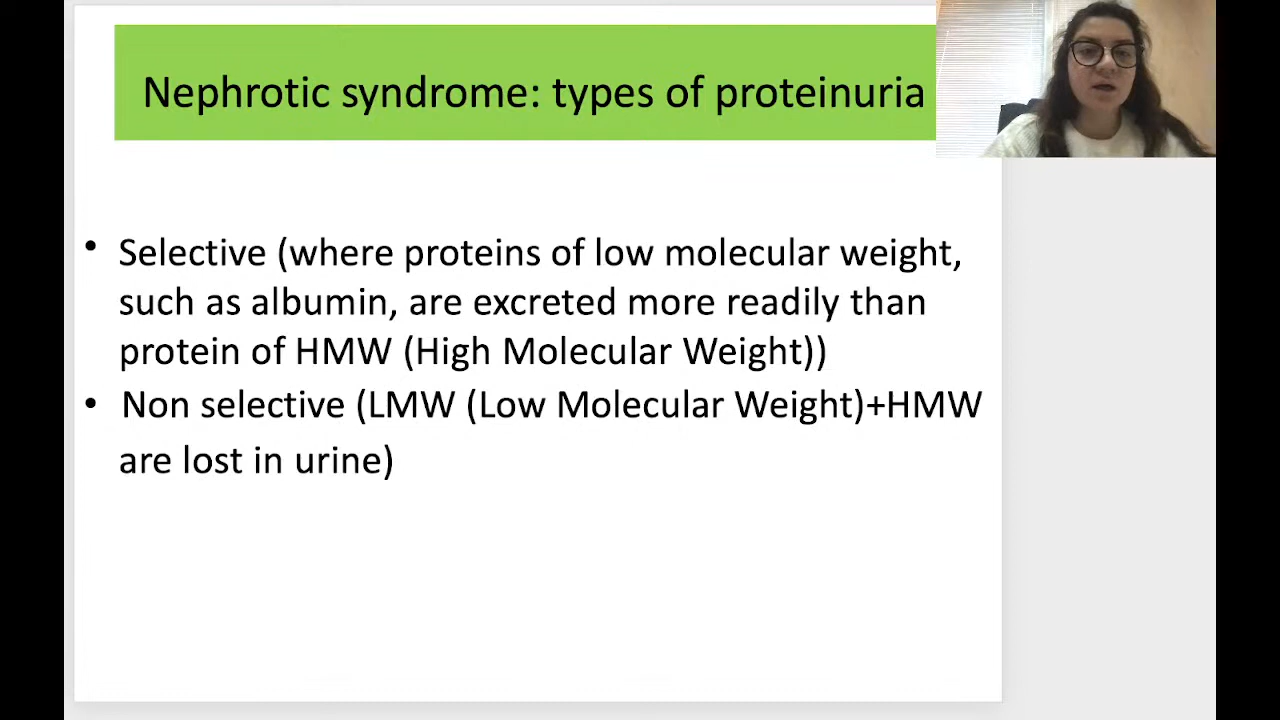 Nephrotic syndrome: types of proteinuria
• Selective (where proteins of low molecular weight,
such as albumin, are excreted more readily than
protein of HMW (High Molecular Weight))
• Non selective (LMW (Low Molecular Weight)+HMW
are lost in urine)